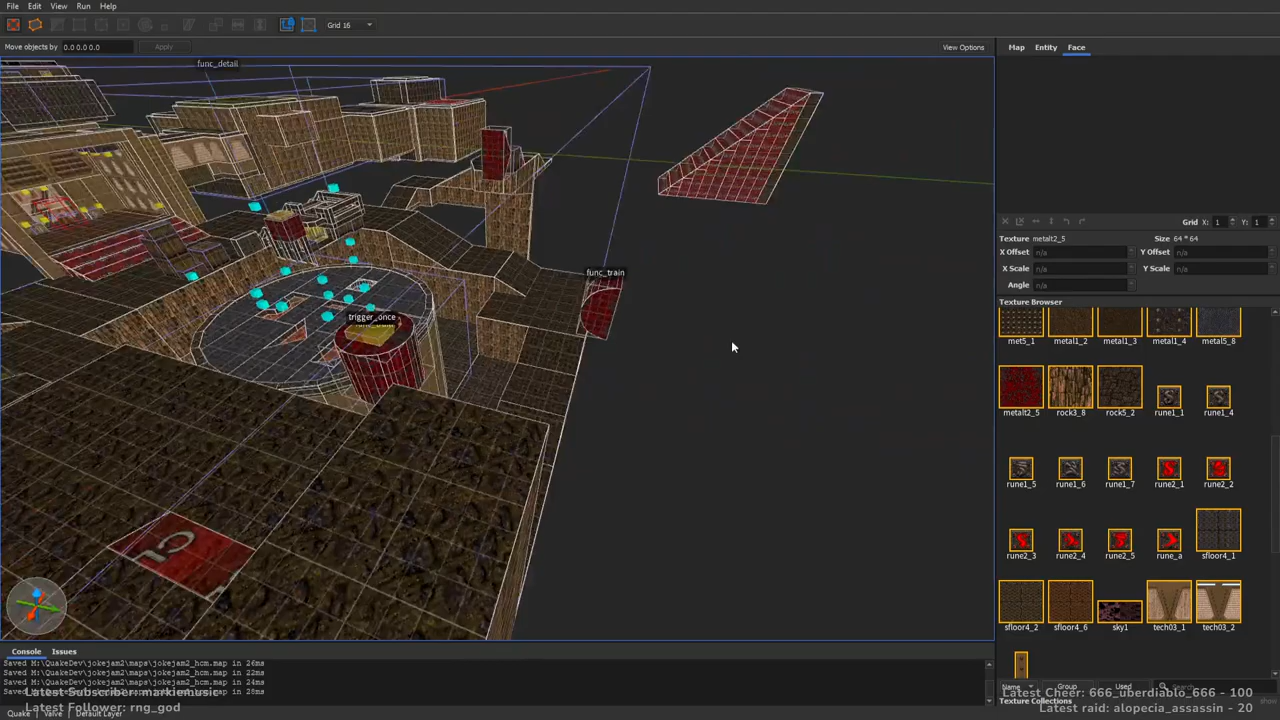 File Edit View Run Help
Grid 16
Move objects by 0.0 0.0 0.0 Apply
View Options
Map Entity Face
func_detail
func_train
trigger_once
Grid X: 1 Y: 1
Texture metalt2_5 Size 64 * 64
X Offset n/a Y Offset n/a
X Scale n/a Y Scale n/a
Angle n/a
Texture Browser
met5_1 metal1_2 metal1_3 metal1_4 metal5_8
metalt2_5 rock3_8 rock5_2 rune1_1 rune1_4
rune1_5 rune1_6 rune1_7 rune2_1 rune2_2
rune2_3 rune2_4 rune2_5 rune_a sfloor4_1
sfloor4_2 sfloor4_6 sky1 tech03_1 tech03_2
Name Group Used Search
Texture Collections show
Console Issues
Saved M:\QuakeDev\jokejam2\maps\jokejam2_hcm.map in 26ms
Saved M:\QuakeDev\jokejam2\maps\jokejam2_hcm.map in 22ms
Saved M:\QuakeDev\jokejam2\maps\jokejam2_hcm.map in 24ms
Saved M:\QuakeDev\jokejam2\maps\jokejam2_hcm.map in 28ms
Latest Subscriber: markiemusic
Latest Follower: rng_god
Latest Cheer: 666_uberdiablo_666 - 100
Latest raid: alopecia_assassin - 20
Quake Valve Default Layer